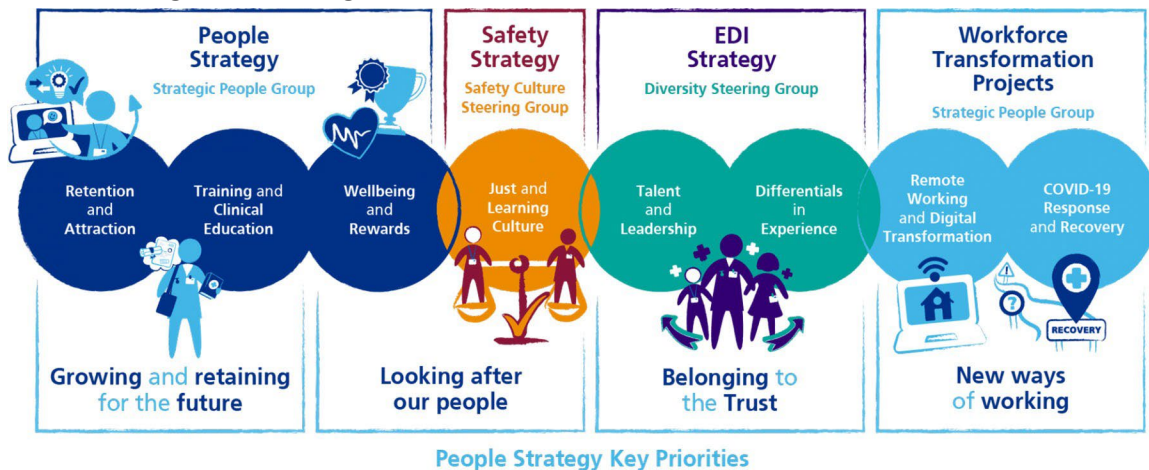 People
Strategy
Strategic People Group
Safety
Strategy
Safety Culture
Steering Group
EDI
Strategy
Diversity Steering Group
Workforce
Transformation
Projects
Strategic People Group
Retention
and
Attraction
Training and
Clinical
Education
Wellbeing
and
Rewards
Just and
Learning
Culture
Talent
and
Leadership
Differentials
in
Experience
Remote
Working
and Digital
Transformation
COVID-19
Response
and Recovery
!
?
RECOVERY
Growing and retaining
for the future
Looking after
our people
Belonging to
the Trust
New ways
of working
People Strategy Key Priorities